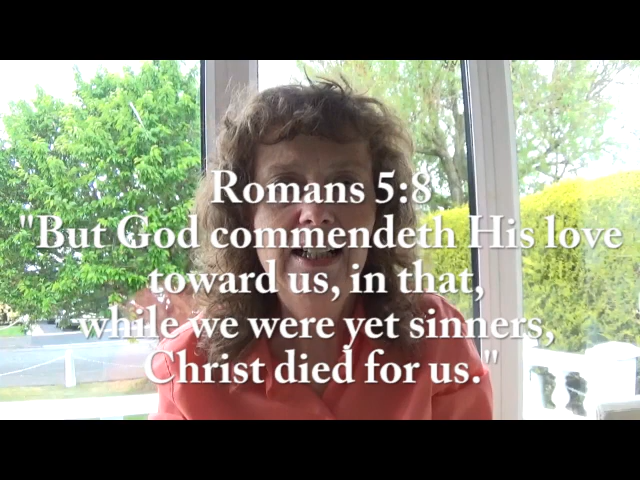 Romans 5:8
"But God commendeth His love
toward us, in that,
while we were yet sinners,
Christ died for us."